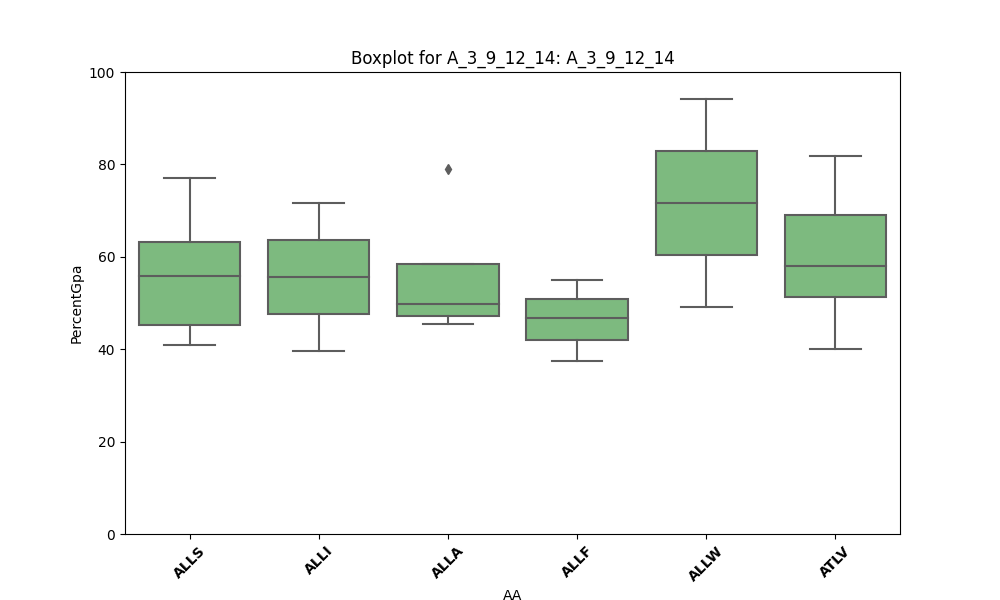 Boxplot for A_3_9_12_14: A_3_9_12_14
100
80
60
40
20
0
PercentGpa
ALLS
ALLI
ALLA
ALLF
ALLW
ATLV
AA